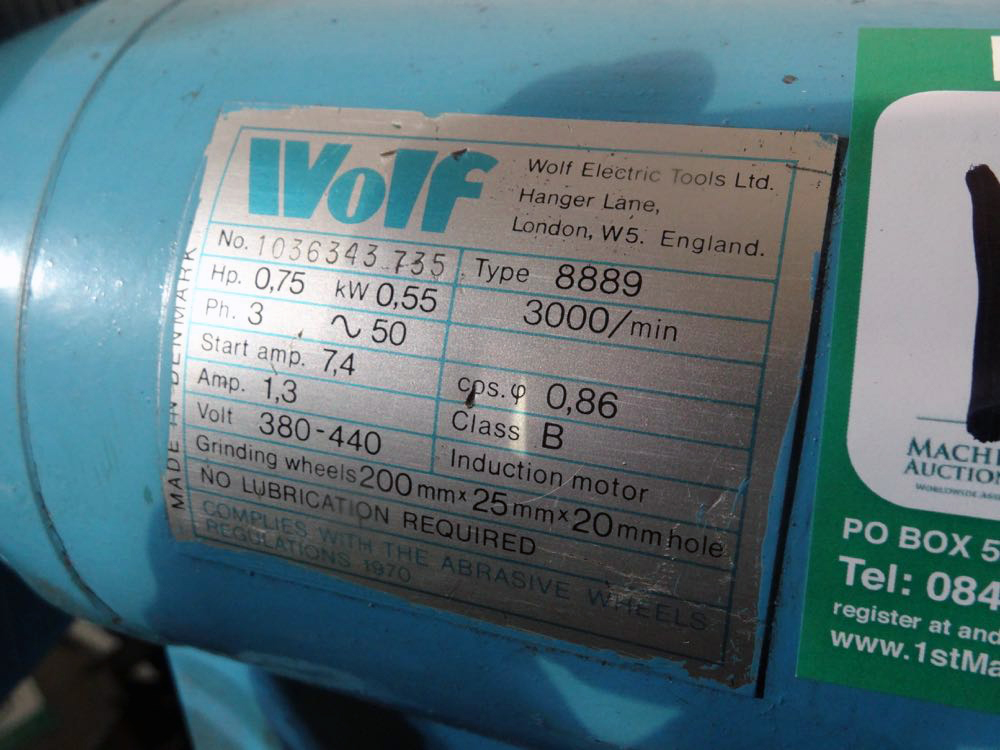 Wolf
Wolf Electric Tools Ltd.
Hanger Lane,
London, W5. England.
No. 1036343 735 Type 8889
Hp. 0,75 kW 0,55 3000/min
Ph. 3 ∿ 50
Start amp. 7,4 cos.φ 0,86
Amp. 1,3 Class B
Volt 380-440 Induction motor
Grinding wheels 200 mm x 25 mm x 20 mm hole
NO LUBRICATION REQUIRED
COMPLIES WITH THE ABRASIVE WHEELS
REGULATIONS 1970
MADE IN DENMARK
MACHI
AUCTION
WORLDWIDE
PO BOX 5
Tel: 084
register at and
www.1stMa